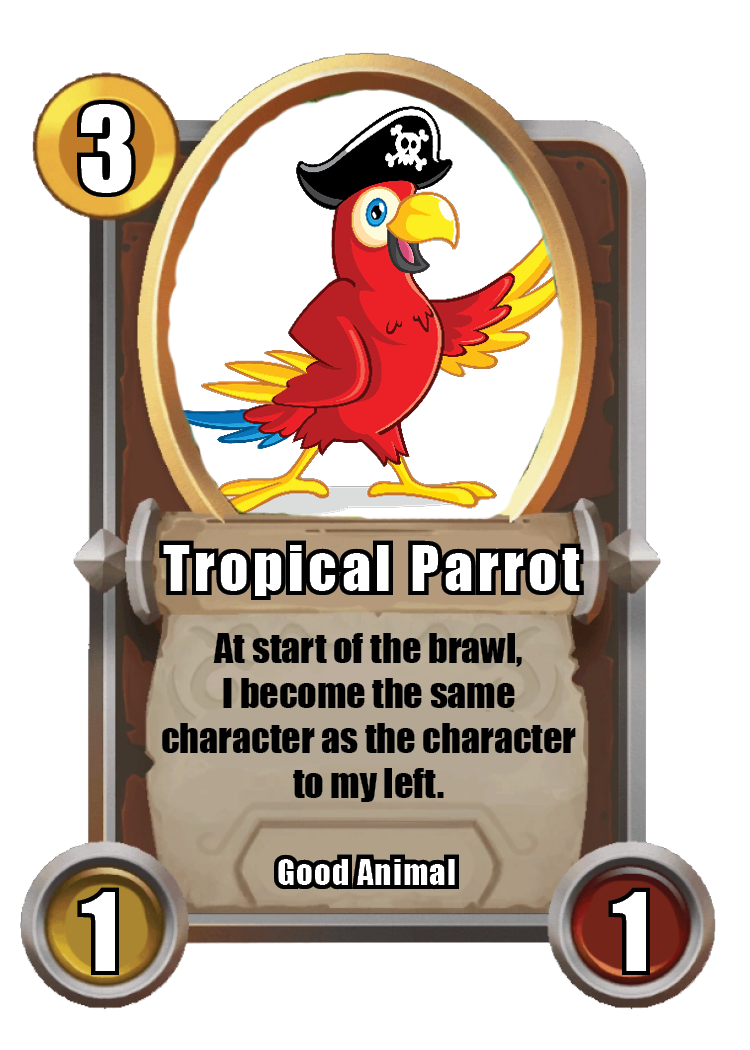 3
Tropical Parrot
At start of the brawl,
I become the same
character as the character
to my left.
Good Animal
1
1